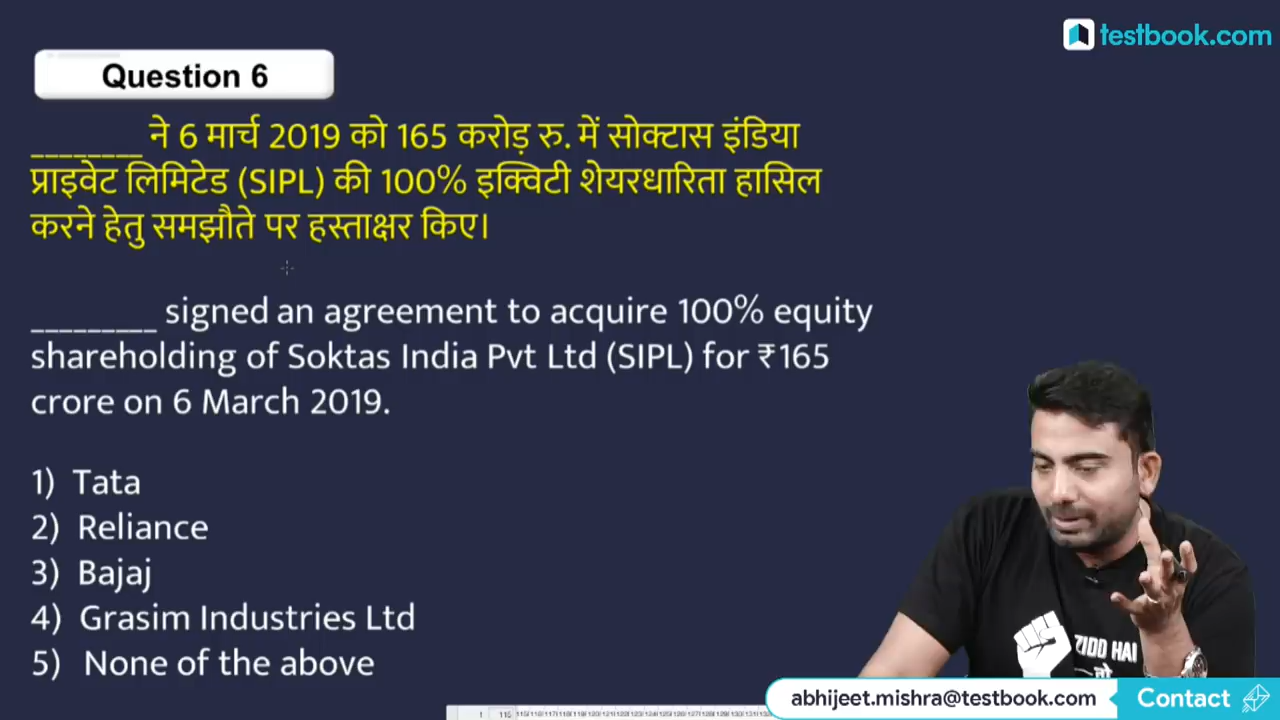 testbook.com
Question 6
________ ने 6 मार्च 2019 को 165 करोड़ रु. में सोक्टास इंडिया
प्राइवेट लिमिटेड (SIPL) की 100% इक्विटी शेयरधारिता हासिल
करने हेतु समझौते पर हस्ताक्षर किए।
_________ signed an agreement to acquire 100% equity
shareholding of Soktas India Pvt Ltd (SIPL) for ₹165
crore on 6 March 2019.
1) Tata
2) Reliance
3) Bajaj
4) Grasim Industries Ltd
5) None of the above
ZIDD HAI
तो
abhijeet.mishra@testbook.com Contact